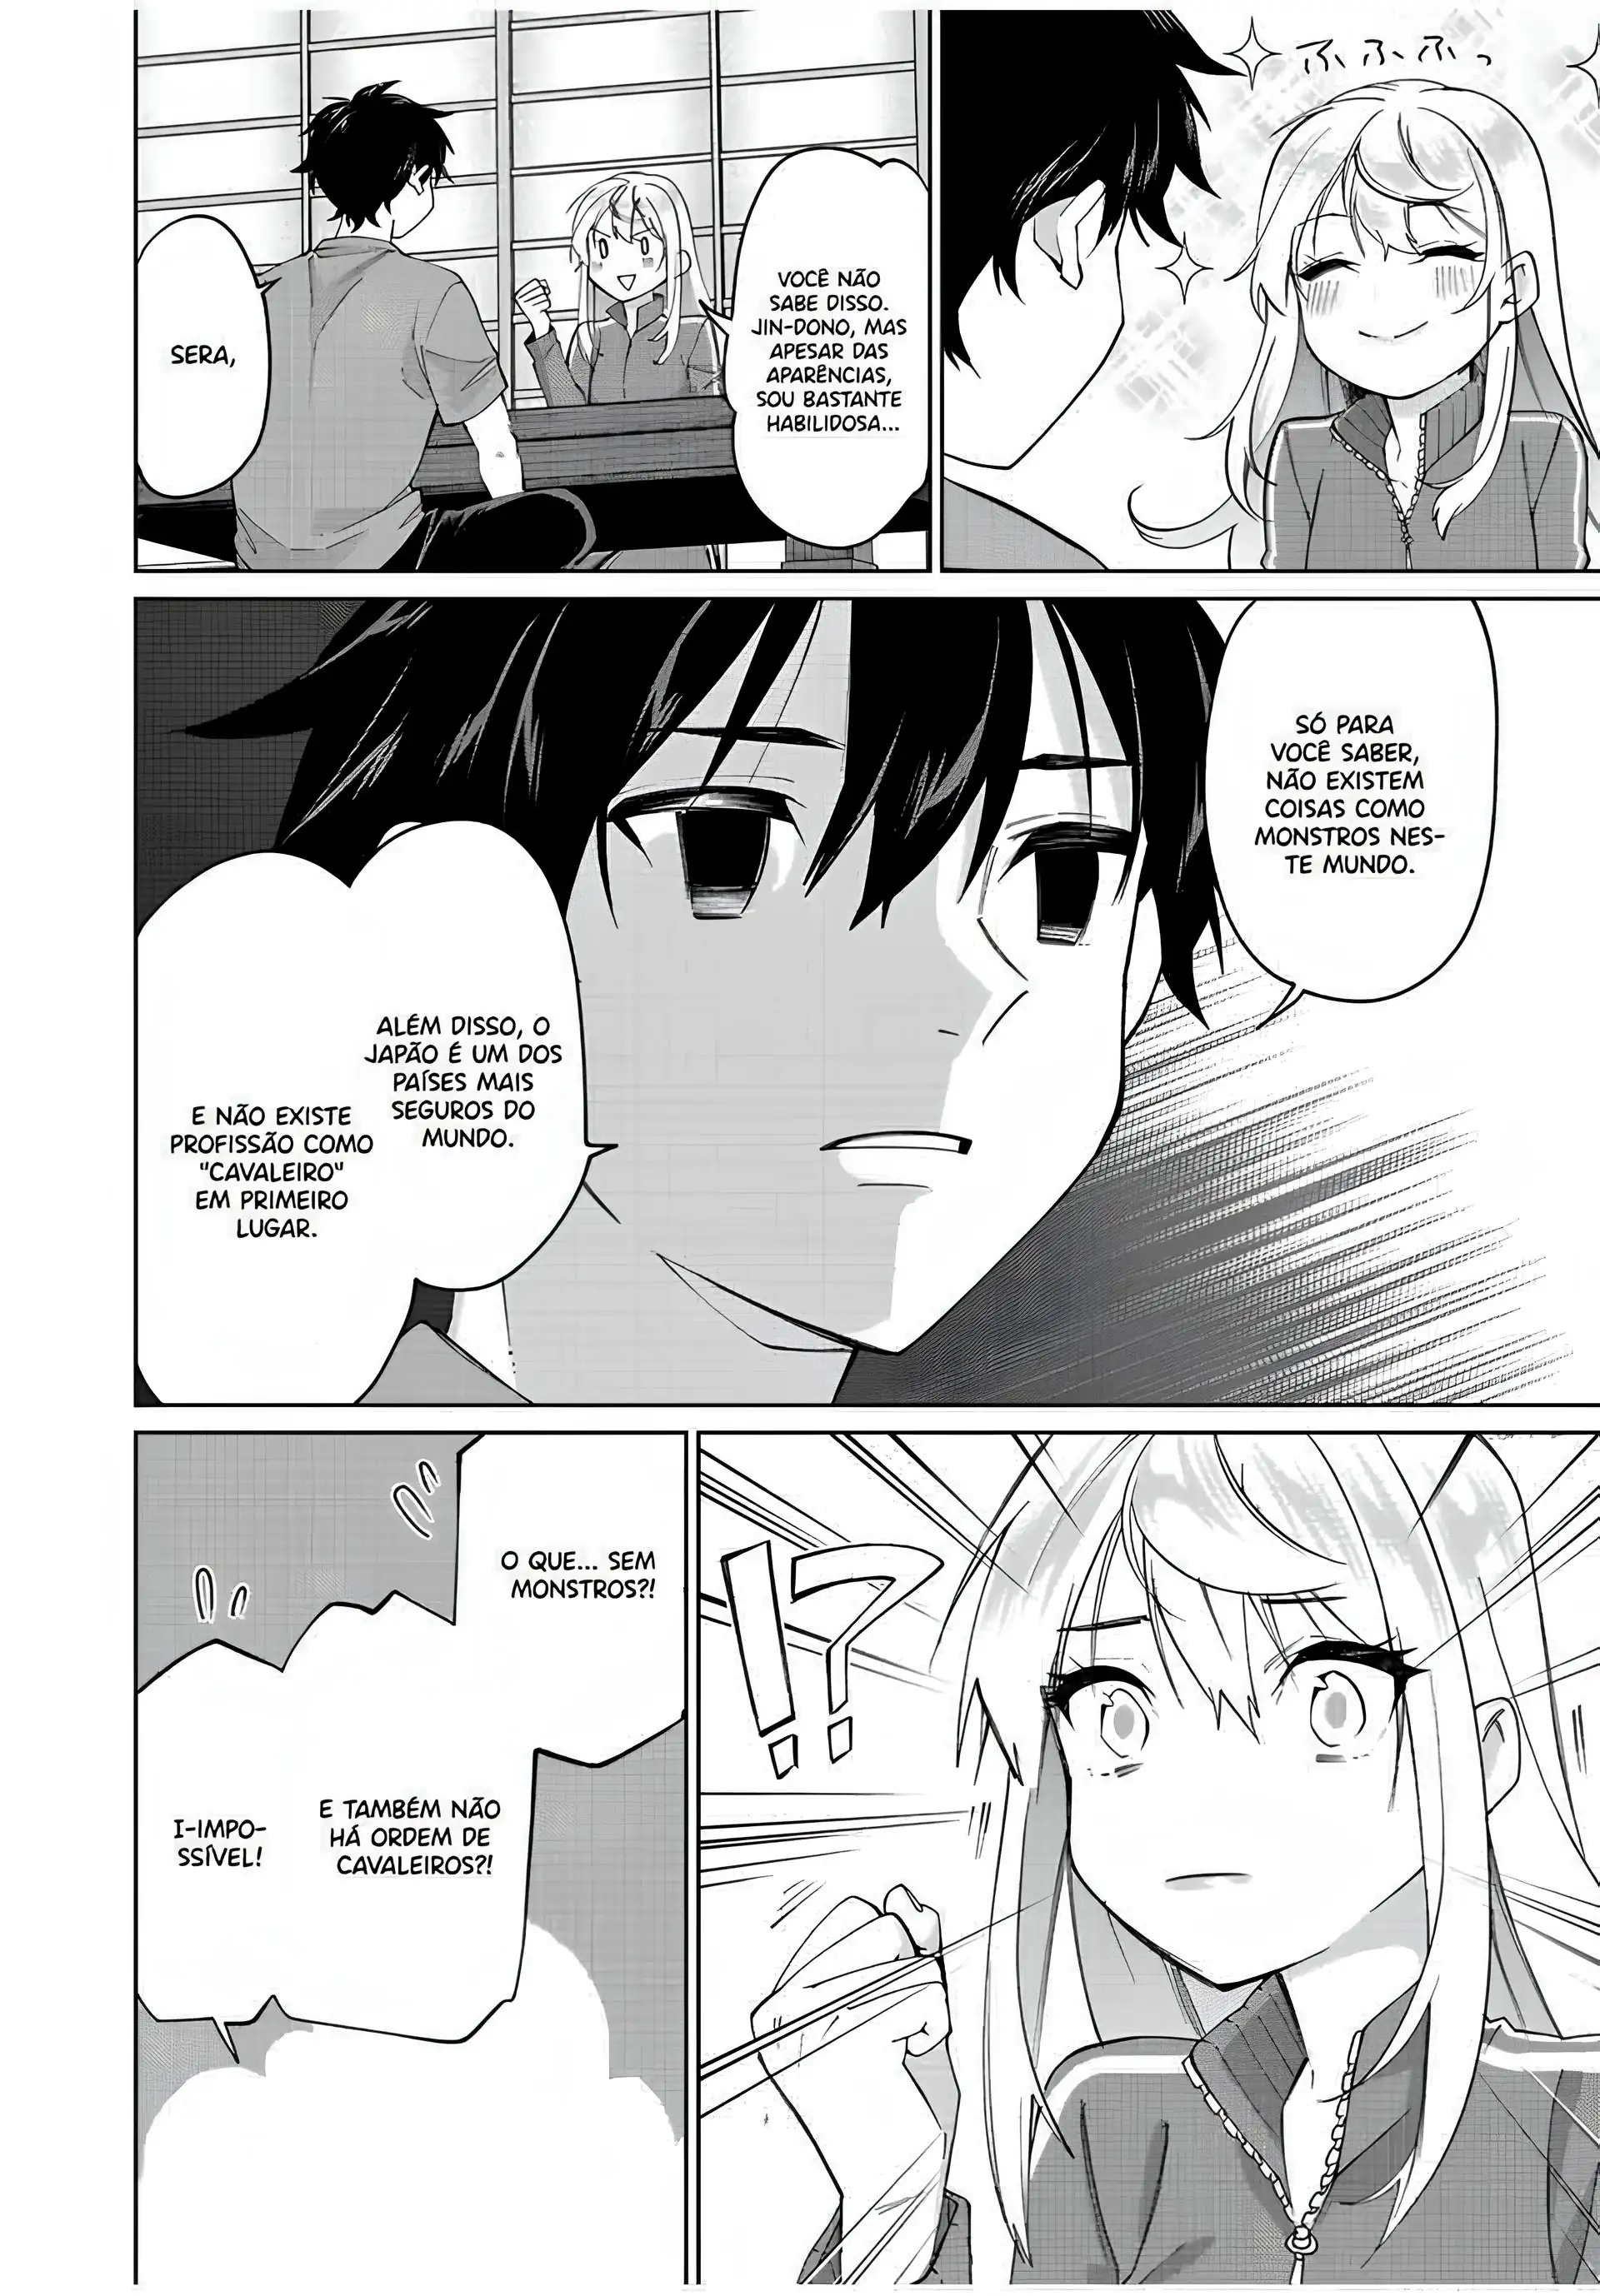 ふふふっ
VOCÊ NÃO
SABE DISSO.
JIN-DONO, MAS
APESAR DAS
APARÊNCIAS,
SOU BASTANTE
HABILIDOSA...
SERA,
SÓ PARA
VOCÊ SABER,
NÃO EXISTEM
COISAS COMO
MONSTROS NES-
TE MUNDO.
ALÉM DISSO, O
JAPÃO É UM DOS
PAÍSES MAIS
SEGUROS DO
MUNDO.
E NÃO EXISTE
PROFISSÃO COMO
"CAVALEIRO"
EM PRIMEIRO
LUGAR.
!?
O QUE... SEM
MONSTROS?!
E TAMBÉM NÃO
HÁ ORDEM DE
CAVALEIROS?!
I-IMPO-
SSÍVEL!